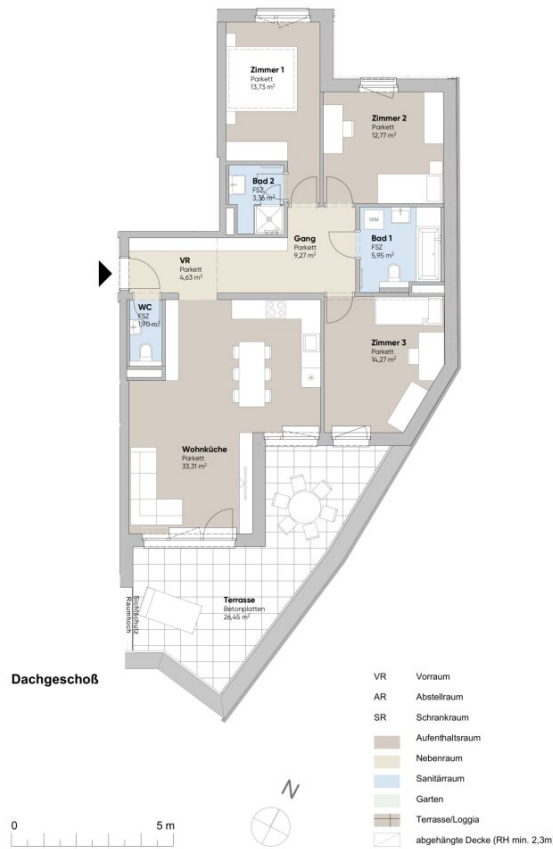 Zimmer 1
Parkett
13,73 m²
Zimmer 2
Parkett
12,77 m²
Bad 2
FSZ
3,36 m²
WM
Gang
Parkett
9,27 m²
Bad 1
FSZ
5,95 m²
VR
Parkett
4,63 m²
WC
FSZ
1,90 m²
Zimmer 3
Parkett
14,27 m²
Wohnküche
Parkett
33,31 m²
Terrasse
Betonplatten
26,45 m²
Sichtschutz
Raumhoch
Dachgeschoß
VR Vorraum
AR Abstellraum
SR Schrankraum
Aufenthaltsraum
Nebenraum
Sanitärraum
Garten
Terrasse/Loggia
abgehängte Decke (RH min. 2,3m
N
0 5 m